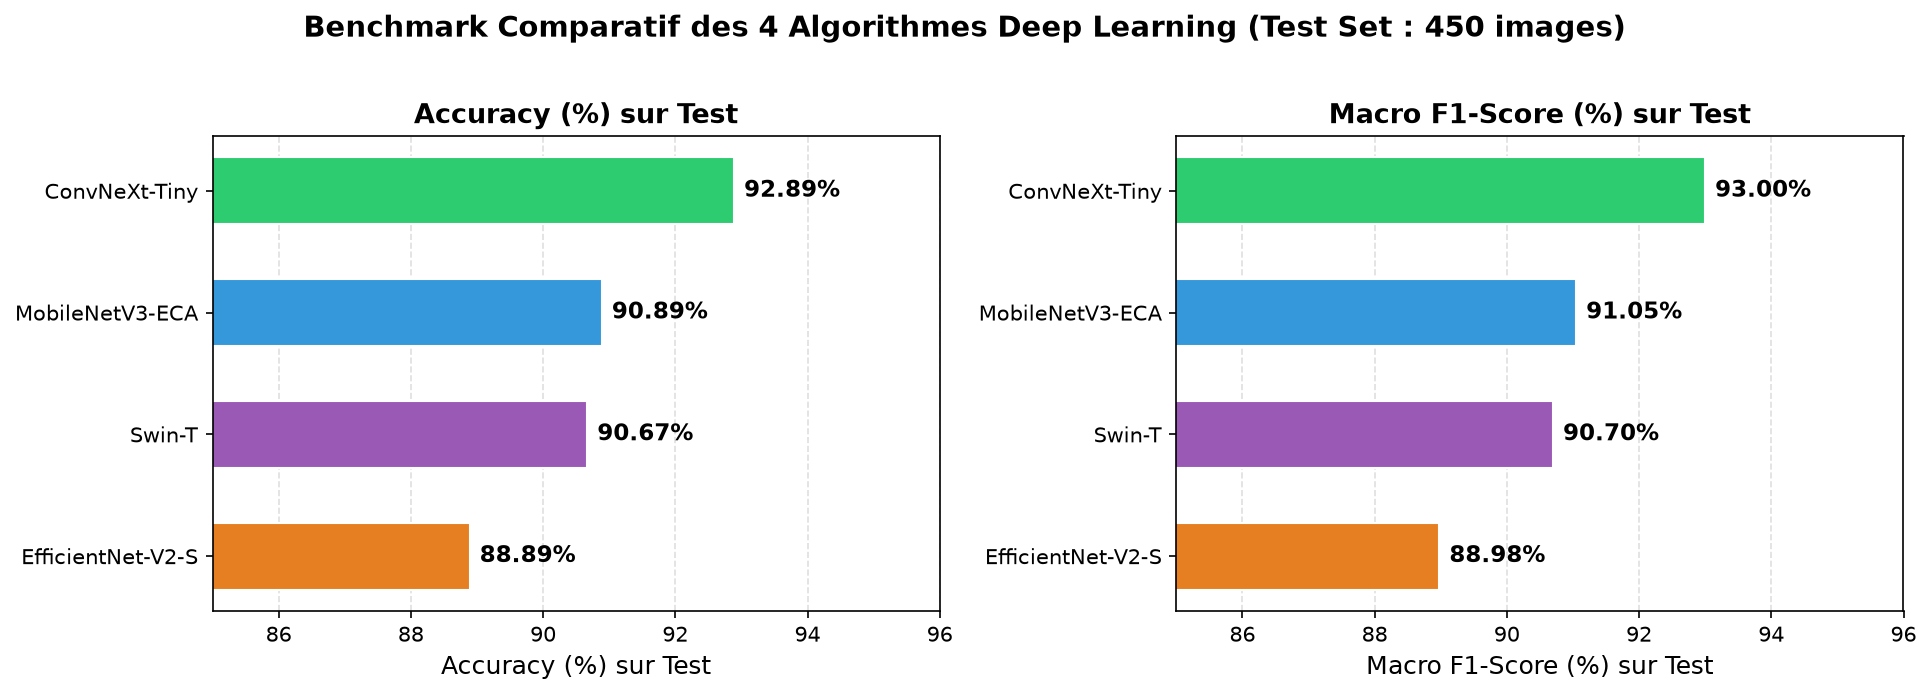 Benchmark Comparatif des 4 Algorithmes Deep Learning (Test Set : 450 images)
Accuracy (%) sur Test
ConvNeXt-Tiny
92.89%
MobileNetV3-ECA
90.89%
Swin-T
90.67%
EfficientNet-V2-S
88.89%
86 88 90 92 94 96
Accuracy (%) sur Test
Macro F1-Score (%) sur Test
ConvNeXt-Tiny
93.00%
MobileNetV3-ECA
91.05%
Swin-T
90.70%
EfficientNet-V2-S
88.98%
86 88 90 92 94 96
Macro F1-Score (%) sur Test